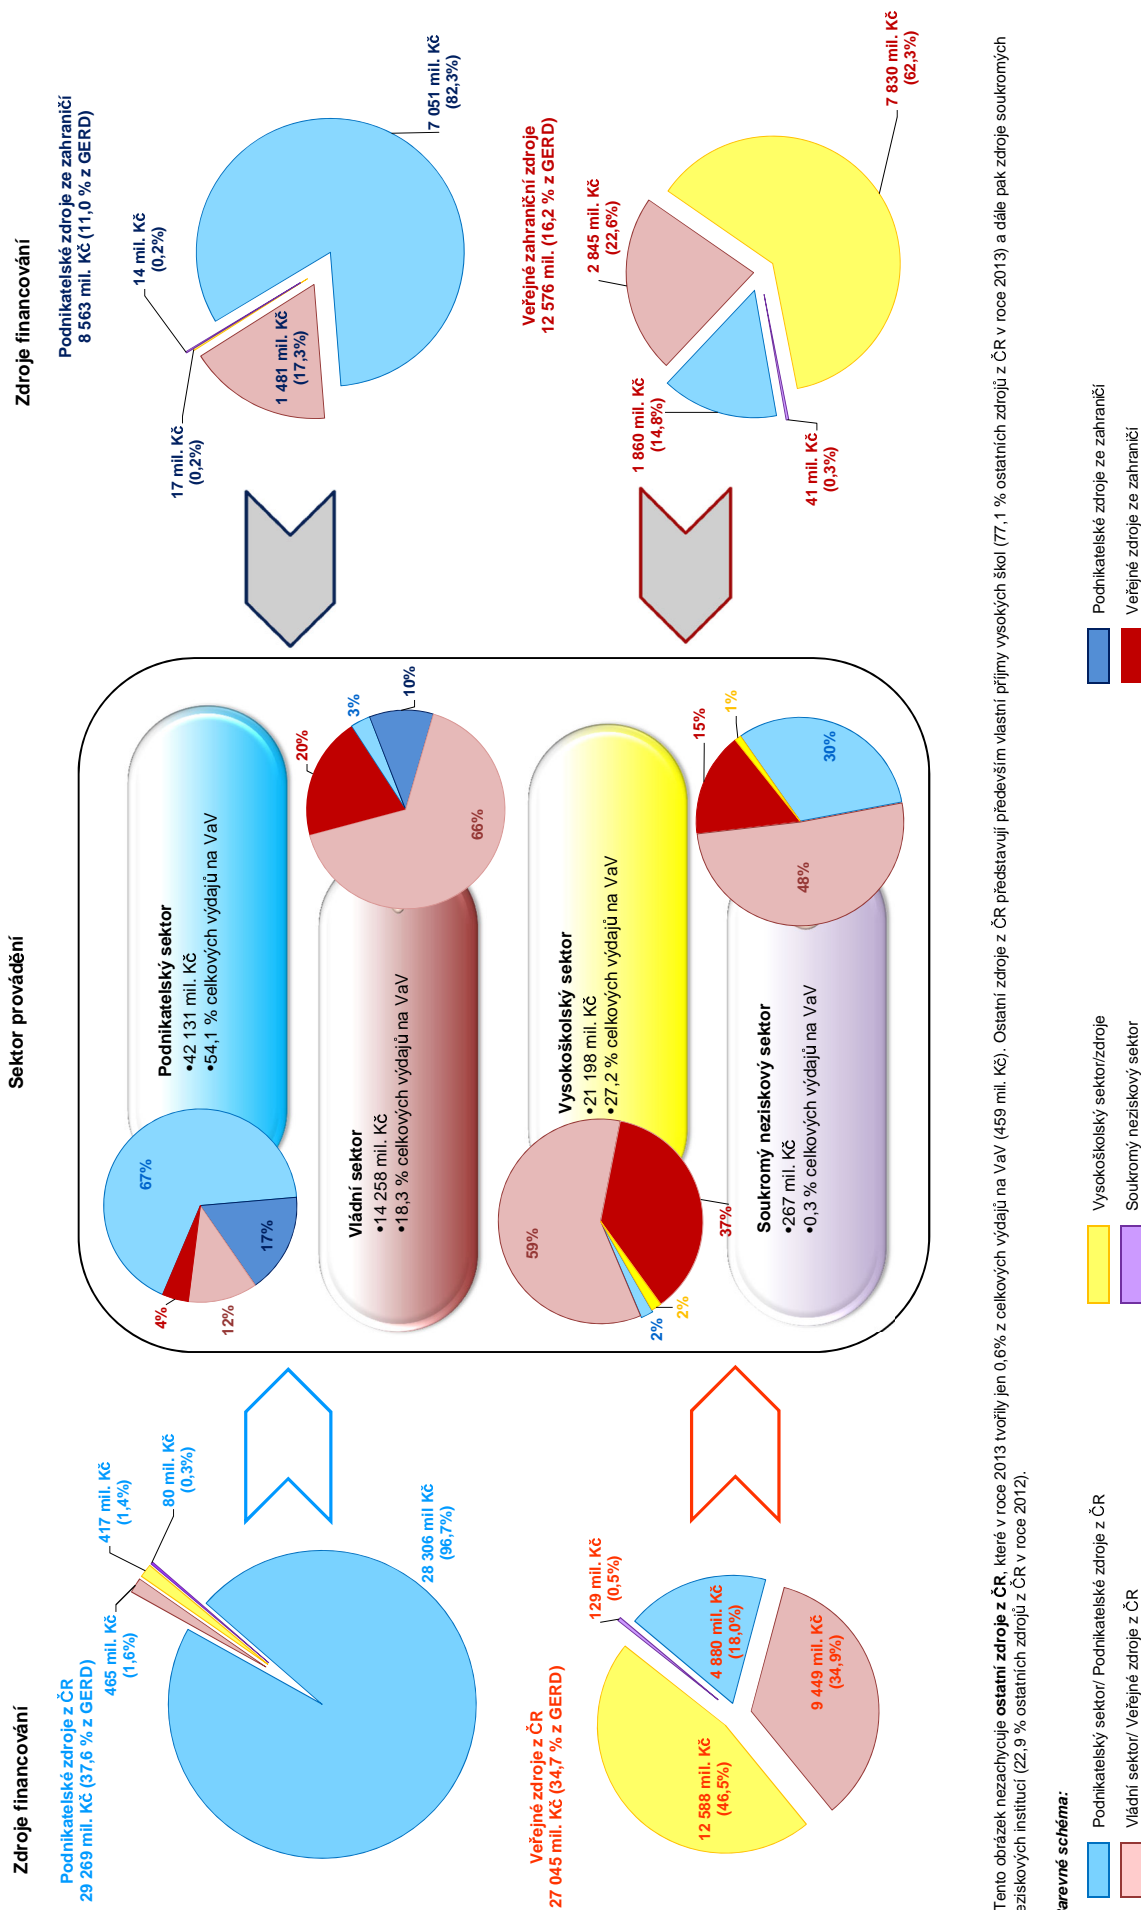 Zdroje financování
Sektor provádění
Zdroje financování
Podnikatelské zdroje z ČR
29 269 mil. Kč (37,6 % z GERD)
465 mil. Kč
(1,6%)
417 mil. Kč
(1,4%)
80 mil. Kč
(0,3%)
28 306 mil Kč
(96,7%)
Veřejné zdroje z ČR
27 045 mil. Kč (34,7 % z GERD)
129 mil. Kč
(0,5%)
4 880 mil. Kč
(18,0%)
9 449 mil. Kč
(34,9%)
12 588 mil. Kč
(46,5%)
Podnikatelský sektor
•42 131 mil. Kč
•54,1 % celkových výdajů na VaV
67%
17%
12%
4%
Vládní sektor
•14 258 mil. Kč
•18,3 % celkových výdajů na VaV
20%
3%
10%
66%
Vysokoškolský sektor
•21 198 mil. Kč
•27,2 % celkových výdajů na VaV
59%
37%
2%
2%
Soukromý neziskový sektor
•267 mil. Kč
•0,3 % celkových výdajů na VaV
15%
1%
30%
48%
Podnikatelské zdroje ze zahraničí
8 563 mil. Kč (11,0 % z GERD)
14 mil. Kč
(0,2%)
17 mil. Kč
(0,2%)
1 481 mil. Kč
(17,3%)
7 051 mil. Kč
(82,3%)
Veřejné zahraniční zdroje
12 576 mil. (16,2 % z GERD)
2 845 mil. Kč
(22,6%)
1 860 mil. Kč
(14,8%)
41 mil. Kč
(0,3%)
7 830 mil. Kč
(62,3%)
Tento obrázek nezachycuje ostatní zdroje z ČR, které v roce 2013 tvořily jen 0,6% z celkových výdajů na VaV (459 mil. Kč). Ostatní zdroje z ČR představují především vlastní příjmy vysokých škol (77,1 % ostatních zdrojů z ČR v roce 2013) a dále pak zdroje soukromých
eziskových institucí (22,9 % ostatních zdrojů z ČR v roce 2012).
arevné schéma:
Podnikatelský sektor/ Podnikatelské zdroje z ČR
Vysokoškolský sektor/zdroje
Podnikatelské zdroje ze zahraničí
Vládní sektor/ Veřejné zdroje z ČR
Soukromý neziskový sektor
Veřejné zdroje ze zahraničí